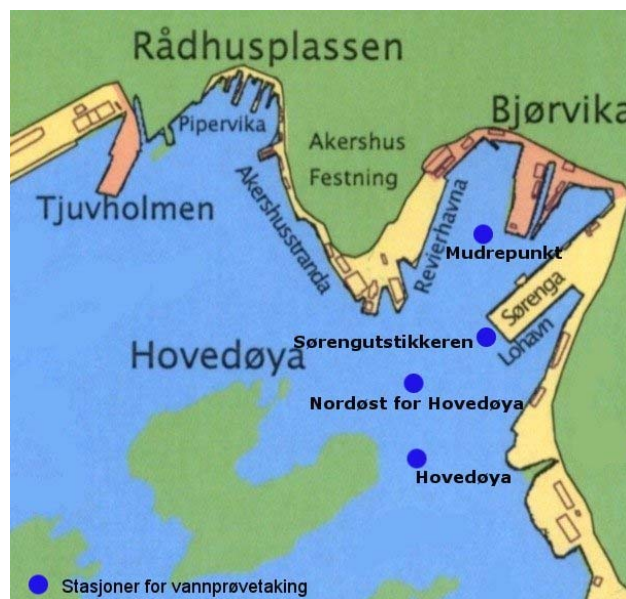 Rådhusplassen
Bjørvika
Pipervika
Akershus
Festning
Tjuvholmen
Akershusstranda
Revierhavna
Mudrepunkt
Sørenga
Sørengutstikkeren
Lohavn
Hovedøya
Nordøst for Hovedøya
Hovedøya
Stasjoner for vannprøvetaking